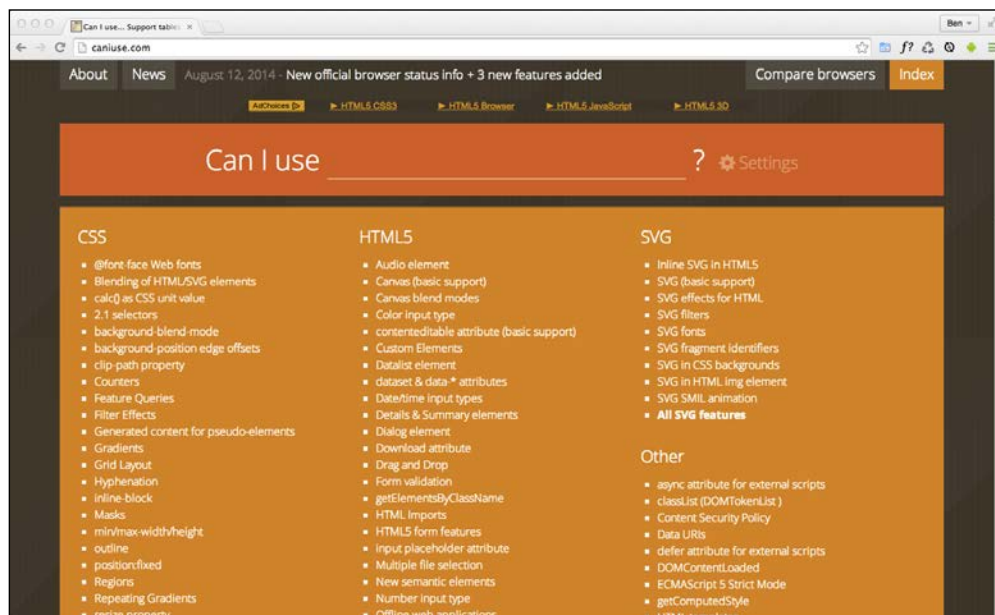 Can I use... Support tables
Ben
caniuse.com
f?
About News August 12, 2014 - New official browser status info + 3 new features added Compare browsers Index
AdChoices ▶ HTML5 CSS3 ▶ HTML5 Browser ▶ HTML5 JavaScript ▶ HTML5 3D
Can I use ? Settings
CSS
@font-face Web fonts
Blending of HTML/SVG elements
calc() as CSS unit value
2.1 selectors
background-blend-mode
background-position edge offsets
clip-path property
Counters
Feature Queries
Filter Effects
Generated content for pseudo-elements
Gradients
Grid Layout
Hyphenation
inline-block
Masks
min/max-width/height
outline
position:fixed
Regions
Repeating Gradients
resize property
HTML5
Audio element
Canvas (basic support)
Canvas blend modes
Color input type
contenteditable attribute (basic support)
Custom Elements
Datalist element
dataset & data-* attributes
Date/time input types
Details & Summary elements
Dialog element
Download attribute
Drag and Drop
Form validation
getElementsByClassName
HTML Imports
HTML5 form features
input placeholder attribute
Multiple file selection
New semantic elements
Number input type
Offline web applications
SVG
Inline SVG in HTML5
SVG (basic support)
SVG effects for HTML
SVG filters
SVG fonts
SVG fragment identifiers
SVG in CSS backgrounds
SVG in HTML img element
SVG SMIL animation
All SVG features
Other
async attribute for external scripts
classList (DOMTokenList )
Content Security Policy
Data URIs
defer attribute for external scripts
DOMContentLoaded
ECMAScript 5 Strict Mode
getComputedStyle